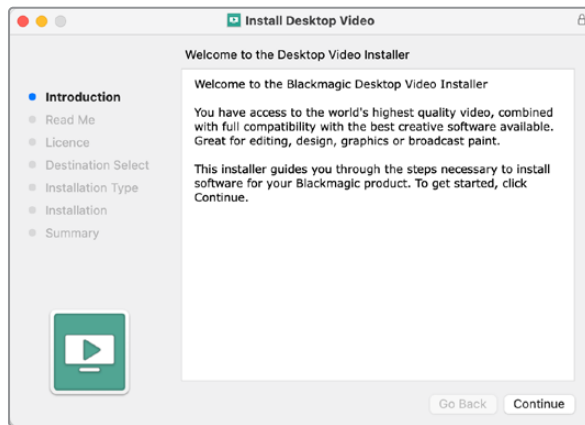 Install Desktop Video
Welcome to the Desktop Video Installer
Introduction
Read Me
Licence
Destination Select
Installation Type
Installation
Summary
Welcome to the Blackmagic Desktop Video Installer
You have access to the world's highest quality video, combined
with full compatibility with the best creative software available.
Great for editing, design, graphics or broadcast paint.
This installer guides you through the steps necessary to install
software for your Blackmagic product. To get started, click
Continue.
Go Back
Continue